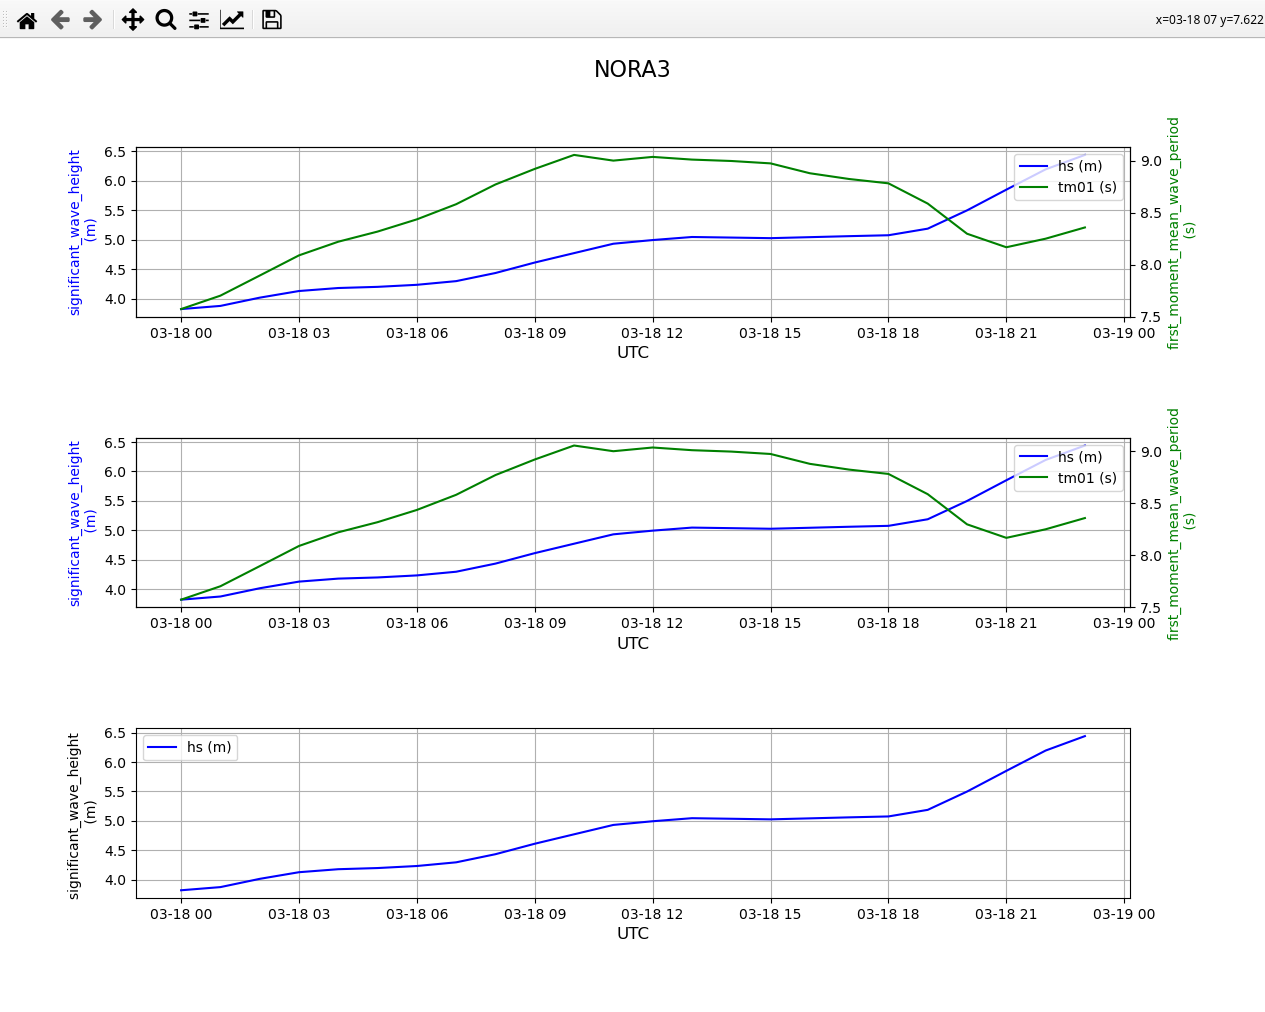 x=03-18 07 y=7.622
NORA3
significant_wave_height
(m)
6.5
6.0
5.5
5.0
4.5
4.0
hs (m)
tm01 (s)
9.0
8.5
8.0
7.5
first_moment_mean_wave_period
(s)
03-18 00 03-18 03 03-18 06 03-18 09 03-18 12 03-18 15 03-18 18 03-18 21 03-19 00
UTC
significant_wave_height
(m)
6.5
6.0
5.5
5.0
4.5
4.0
hs (m)
tm01 (s)
9.0
8.5
8.0
7.5
first_moment_mean_wave_period
(s)
03-18 00 03-18 03 03-18 06 03-18 09 03-18 12 03-18 15 03-18 18 03-18 21 03-19 00
UTC
significant_wave_height
(m)
6.5
6.0
5.5
5.0
4.5
4.0
hs (m)
03-18 00 03-18 03 03-18 06 03-18 09 03-18 12 03-18 15 03-18 18 03-18 21 03-19 00
UTC